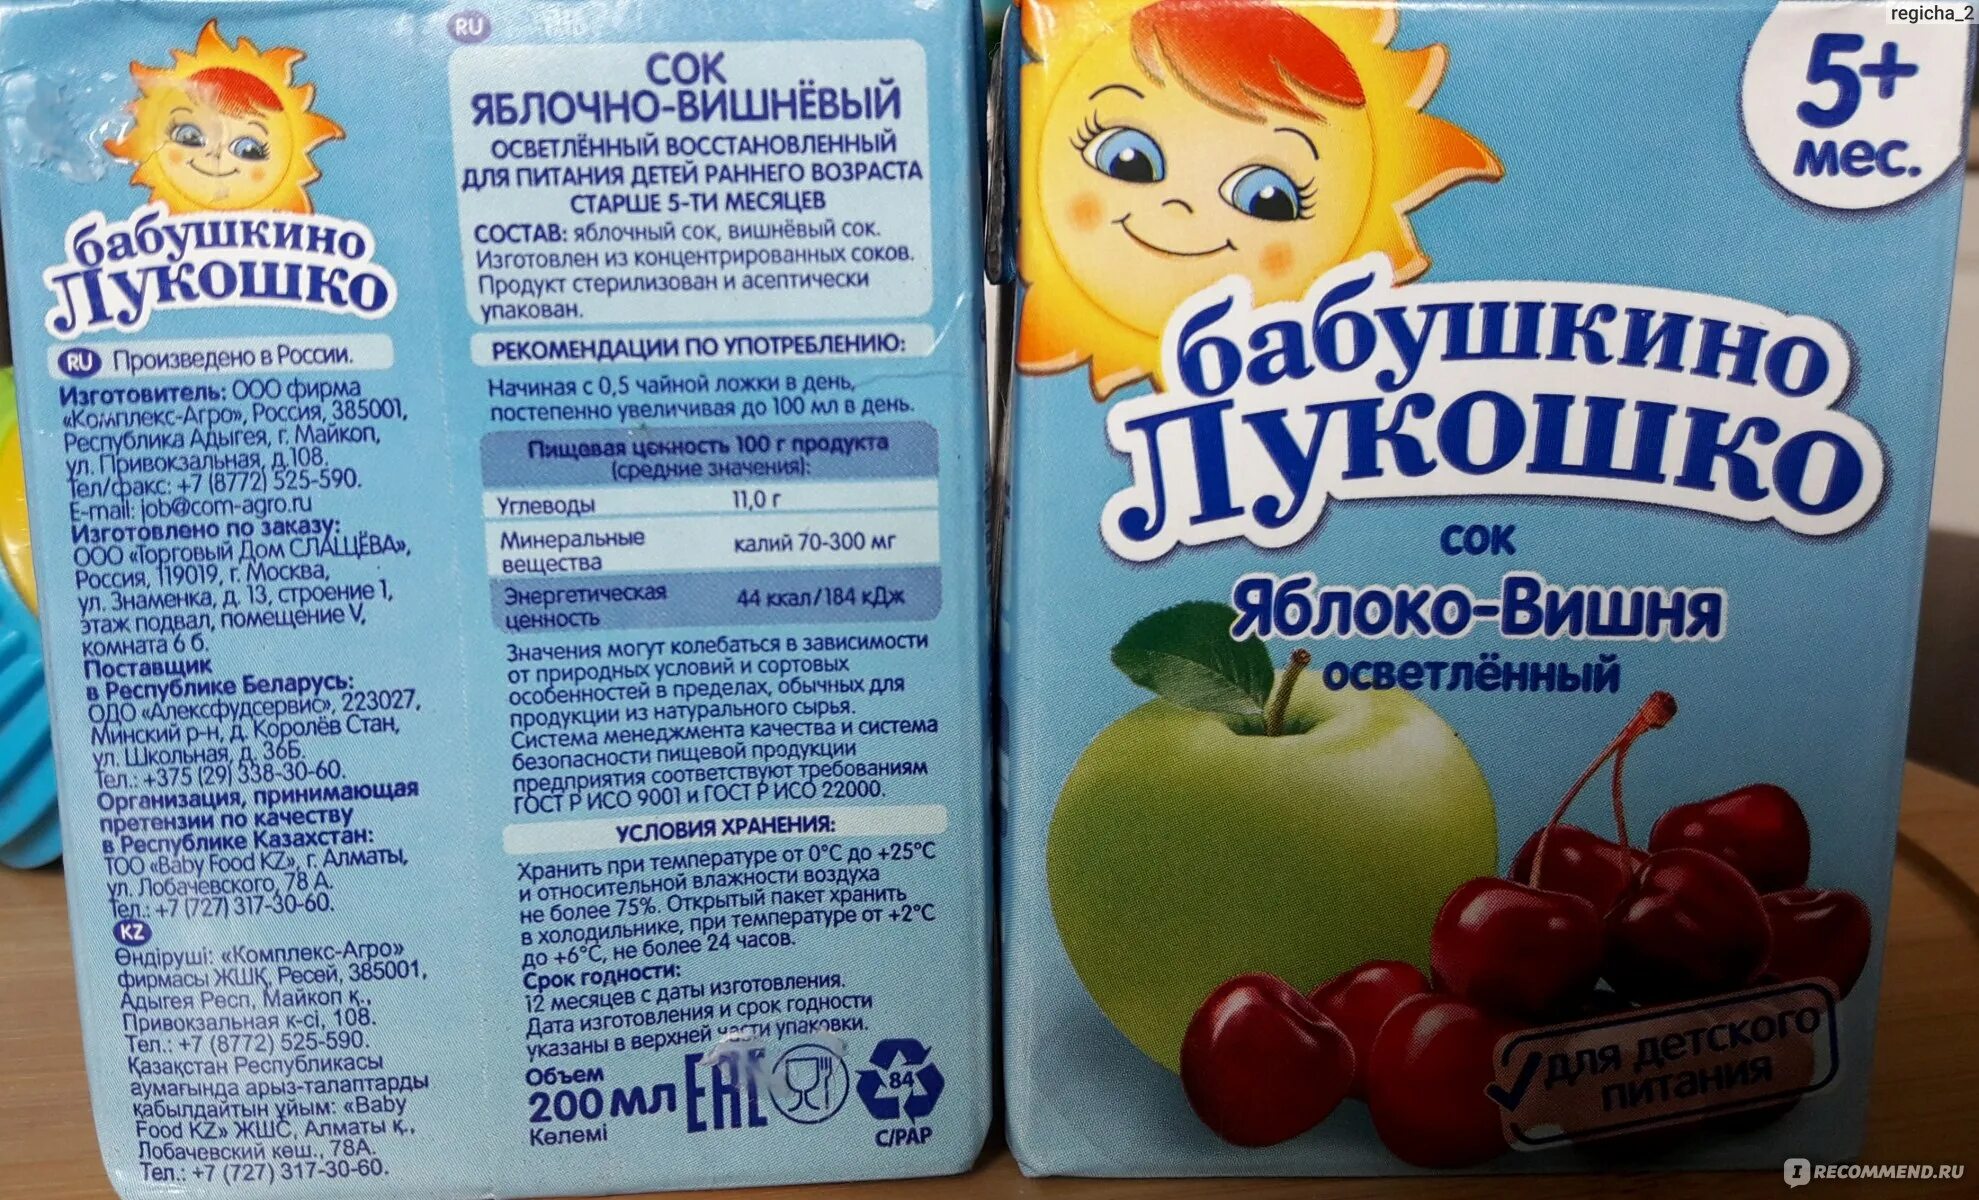 бабушкино
Лукошко
RU Произведено в России.
Изготовитель: ООО фирма
«Комплекс-Агро», Россия, 385001,
Республика Адыгея, г. Майкоп,
ул. Привокзальная, д.108.
Тел/факс: +7 (8772) 525-590.
E-mail: job@com-agro.ru
Изготовлено по заказу:
ООО «Торговый Дом СЛАЩЁВА»,
Россия, 119019, г. Москва,
ул. Знаменка, д. 13, строение 1,
этаж подвал, помещение V,
комната 6 б.
Поставщик
в Республике Беларусь:
ОДО «Алексфудсервис», 223027,
Минский р-н, д. Королёв Стан,
ул. Школьная, д. 36Б.
Тел.: +375 (29) 338-30-60.
Организация, принимающая
претензии по качеству
в Республике Казахстан:
ТОО «Baby Food KZ», г. Алматы,
ул. Лобачевского, 78 А.
Тел.: +7 (727) 317-30-60.
KZ
Өндіруші: «Комплекс-Агро»
фирмасы ЖШҚ, Ресей, 385001,
Адыгея Респ, Майкоп қ.,
Привокзальная к-сі, 108.
Тел.: +7 (8772) 525-590.
Қазақстан Республикасы
аумағында арыз-талаптарды
қабылдайтын ұйым: «Baby
Food KZ» ЖШС, Алматы қ.,
Лобачевский көш., 78А.
Тел.: +7 (727) 317-30-60.
RU
СОК
ЯБЛОЧНО-ВИШНЁВЫЙ
ОСВЕТЛЁННЫЙ ВОССТАНОВЛЕННЫЙ
ДЛЯ ПИТАНИЯ ДЕТЕЙ РАННЕГО ВОЗРАСТА
СТАРШЕ 5-ТИ МЕСЯЦЕВ
СОСТАВ: яблочный сок, вишнёвый сок.
Изготовлен из концентрированных соков.
Продукт стерилизован и асептически
упакован.
РЕКОМЕНДАЦИИ ПО УПОТРЕБЛЕНИЮ:
Начиная с 0,5 чайной ложки в день,
постепенно увеличивая до 100 мл в день.
Пищевая ценность 100 г продукта
(средние значения):
Углеводы 11,0 г
Минеральные вещества калий 70-300 мг
Энергетическая ценность 44 ккал/184 кДж
Значения могут колебаться в зависимости
от природных условий и сортовых
особенностей в пределах, обычных для
продукции из натурального сырья.
Система менеджмента качества и система
безопасности пищевой продукции
предприятия соответствуют требованиям
ГОСТ Р ИСО 9001 и ГОСТ Р ИСО 22000.
УСЛОВИЯ ХРАНЕНИЯ:
Хранить при температуре от 0°С до +25°С
и относительной влажности воздуха
не более 75%. Открытый пакет хранить
в холодильнике, при температуре от +2°С
до +6°С, не более 24 часов.
Срок годности:
12 месяцев с даты изготовления.
Дата изготовления и срок годности
указаны в верхней части упаковки.
Объем
200 мл
Көлемі
EAC
84
C/PAP
5+
мес.
бабушкино
Лукошко
сок
Яблоко-Вишня
осветлённый
для детского
питания
regicha_2
IRECOMMEND.RU